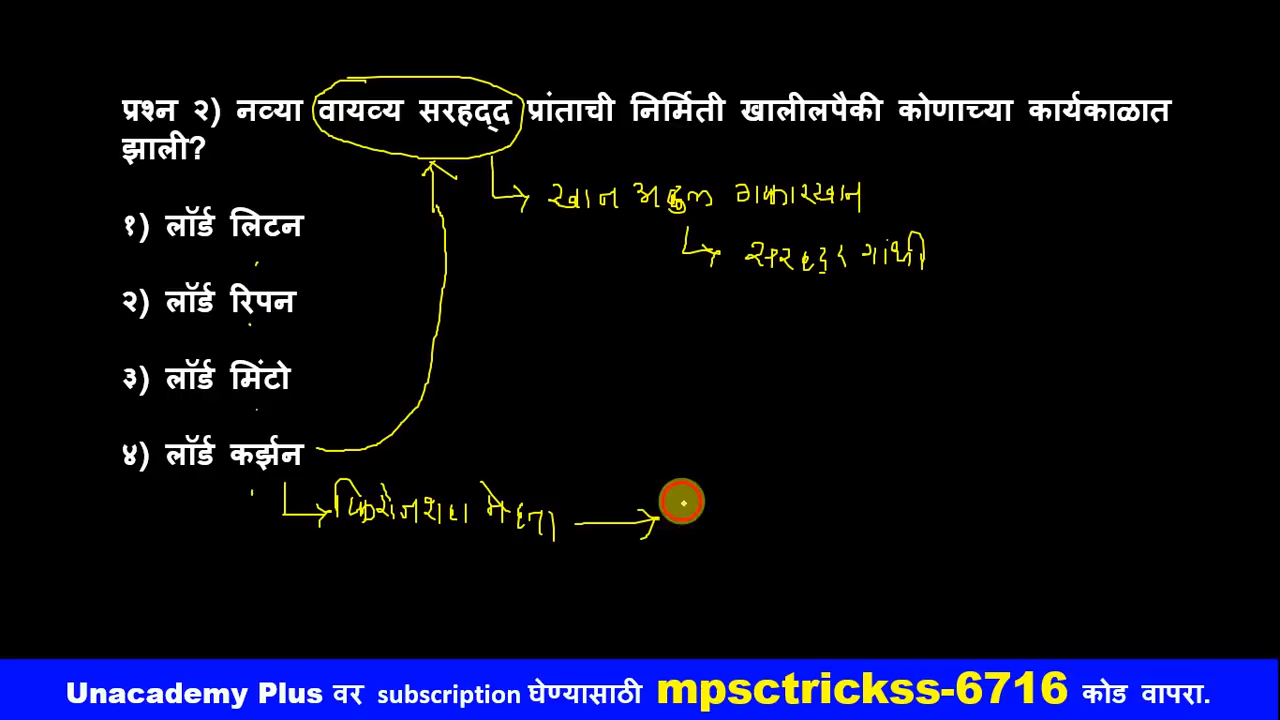 प्रश्न २) नव्या वायव्य सरहद्द प्रांताची निर्मिती खालीलपैकी कोणाच्या कार्यकाळात
झाली?
खान अब्दुल गफारखान
१) लॉर्ड लिटन
सरहद्द गांधी
२) लॉर्ड रिपन
३) लॉर्ड मिंटो
४) लॉर्ड कर्झन
फिरोजशहा मेहता
Unacademy Plus वर subscription घेण्यासाठी mpsctrickss-6716 कोड वापरा.